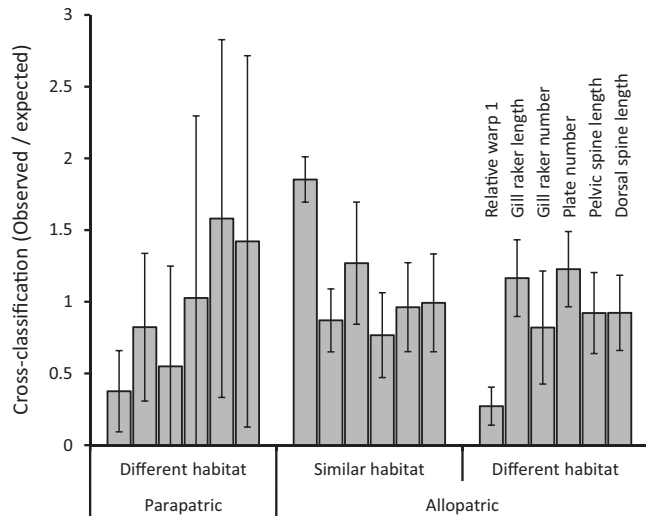 Cross-classification (Observed / expected)
3
2.5
2
1.5
1
0.5
0
Relative warp 1
Gill raker length
Gill raker number
Plate number
Pelvic spine length
Dorsal spine length
Different habitat
Similar habitat
Different habitat
Parapatric
Allopatric